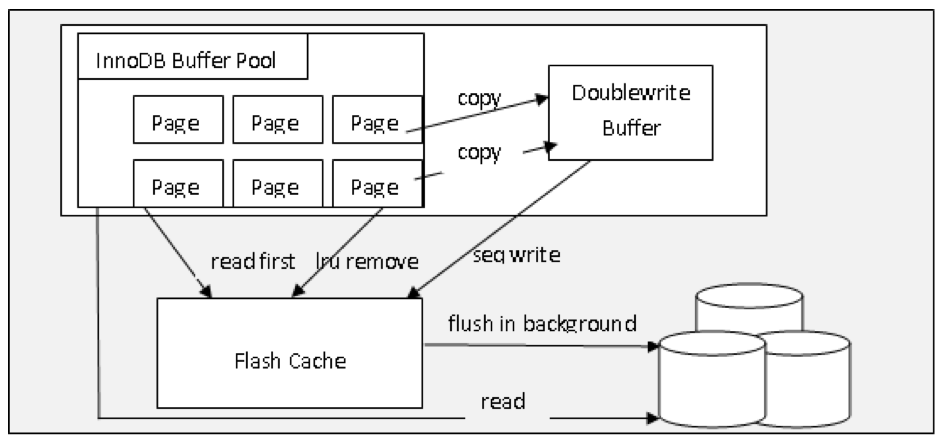 InnoDB Buffer Pool
Page Page Page
Page Page Page
copy
copy
Doublewrite
Buffer
read first
lru remove
seq write
Flash Cache
flush in background
read